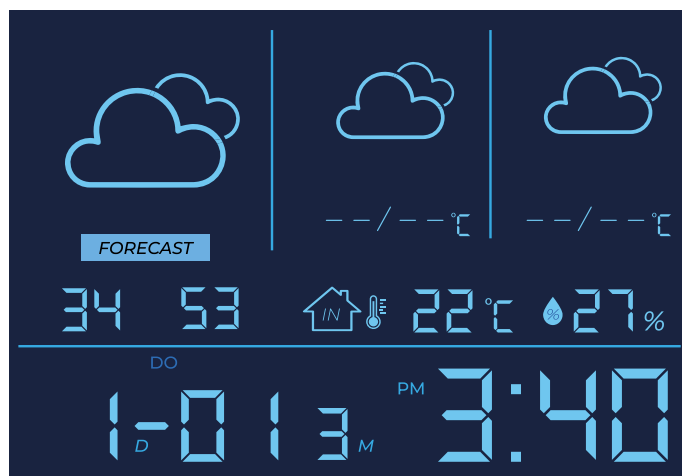 --/--°C --/--°C
FORECAST
34 53 IN 22°C % 27%
DO
1-01 3 PM 3:40
D M